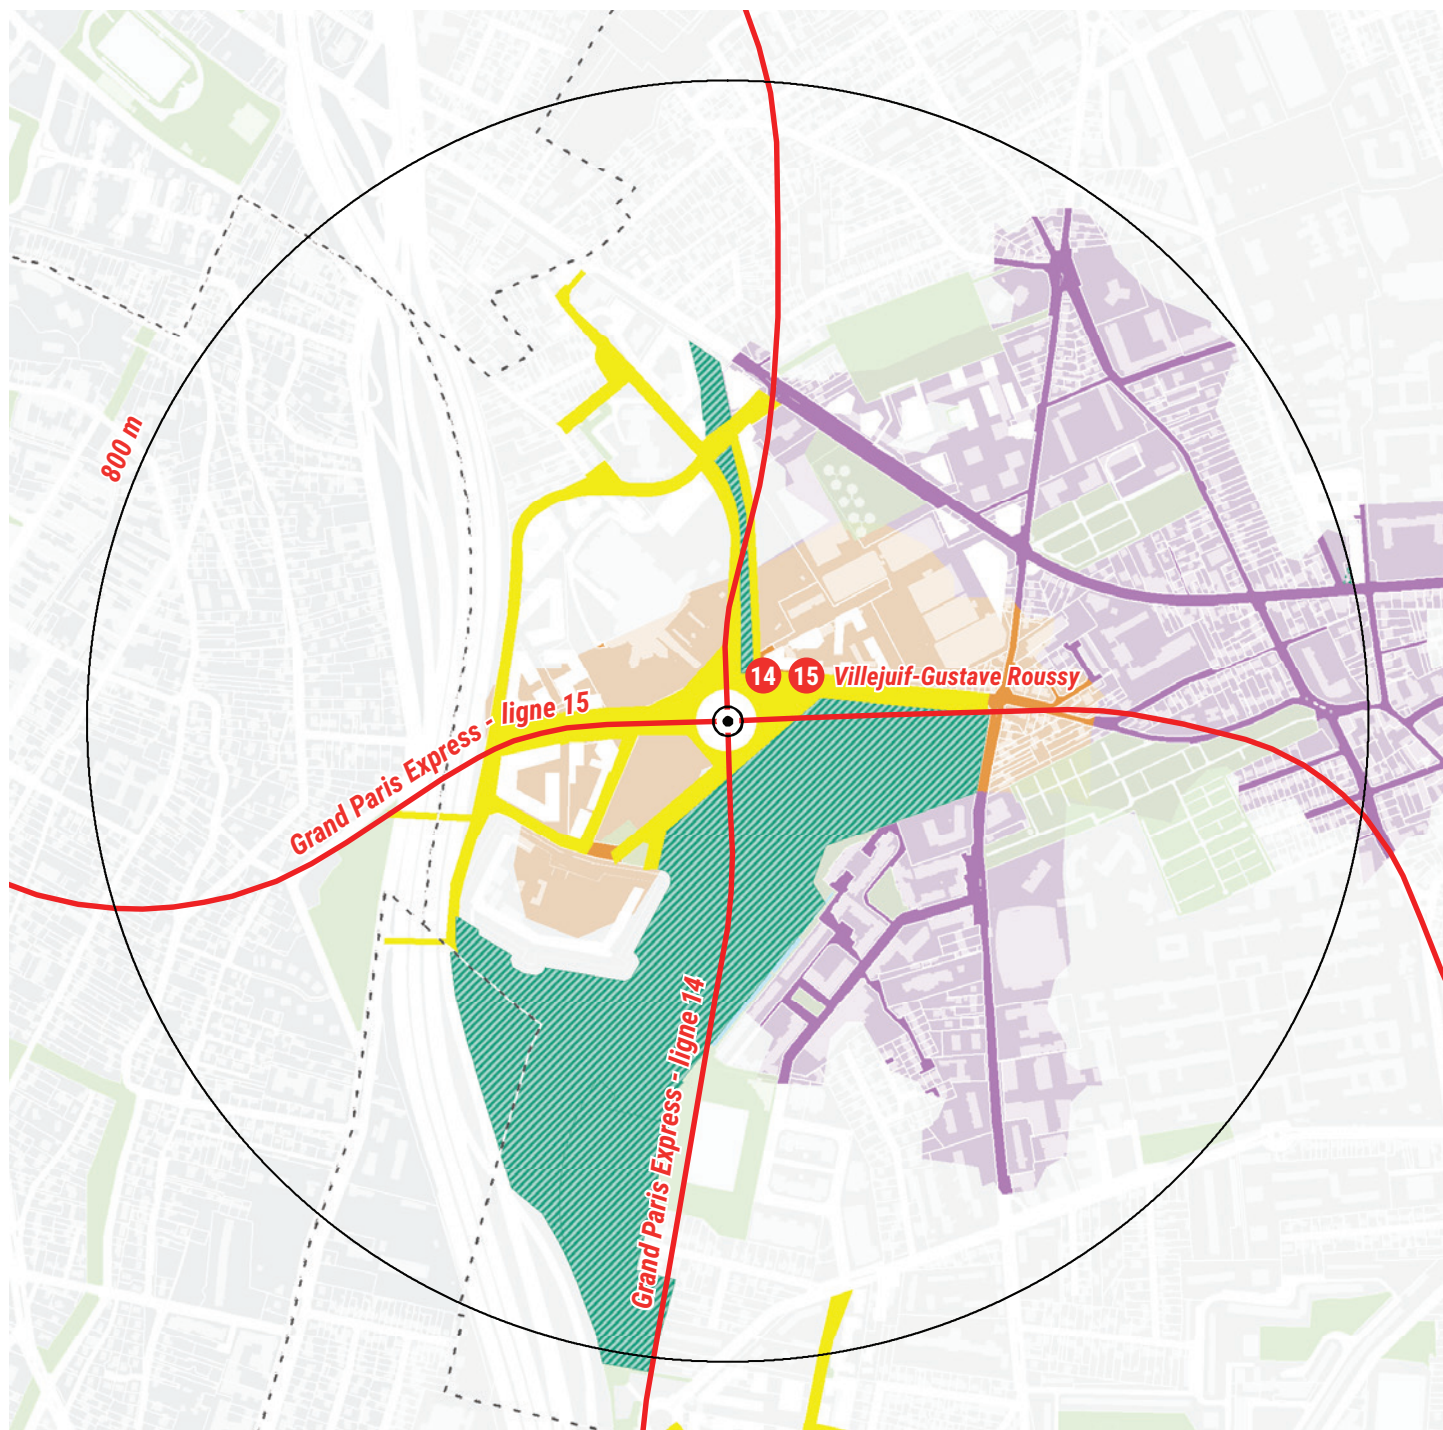 800 m
14 15 Villejuif-Gustave Roussy
Grand Paris Express - ligne 15
Grand Paris Express - ligne 14